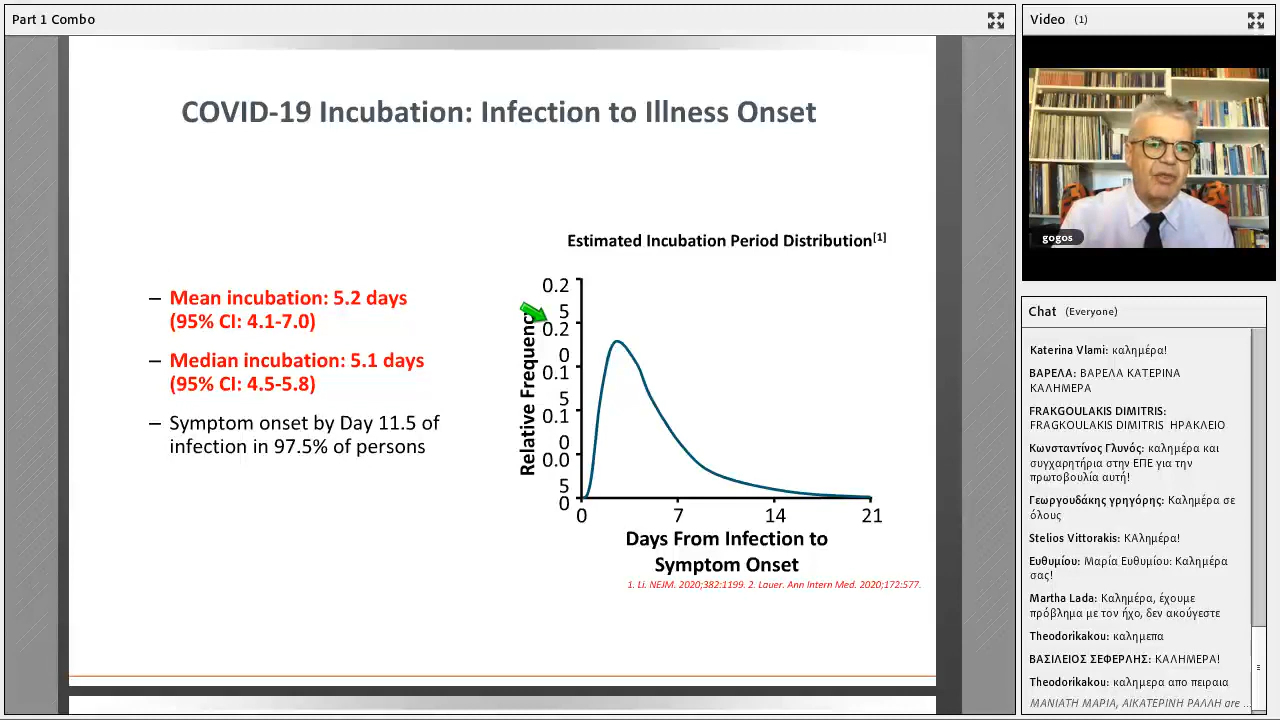 Part 1 Combo
COVID-19 Incubation: Infection to Illness Onset
– Mean incubation: 5.2 days
(95% CI: 4.1-7.0)
– Median incubation: 5.1 days
(95% CI: 4.5-5.8)
– Symptom onset by Day 11.5 of
infection in 97.5% of persons
Estimated Incubation Period Distribution[1]
Relative Frequency
0.2
5
0.2
0
0.1
5
0.1
0
0.0
5
0
0 7 14 21
Days From Infection to
Symptom Onset
1. Li. NEJM. 2020;382:1199. 2. Lauer. Ann Intern Med. 2020;172:577.
Video (1)
gogos
Chat (Everyone)
Katerina Vlami: καλημέρα!
ΒΑΡΕΛΑ: ΒΑΡΕΛΑ ΚΑΤΕΡΙΝΑ
ΚΑΛΗΜΕΡΑ
FRAKGOULAKIS DIMITRIS:
FRAGKOULAKIS DIMITRIS ΗΡΑΚΛΕΙΟ
Κωνσταντίνος Γλυνός: καλημέρα και
συγχαρητήρια στην ΕΠΕ για την
πρωτοβουλία αυτή!
Γεωργουδάκης γρηγόρης: Καλημέρα σε
όλους
Stelios Vittorakis: ΚΑλημέρα!
Ευθυμίου: Μαρία Ευθυμίου: Καλημέρα
σας!
Martha Lada: Καλημέρα, έχουμε
πρόβλημα με τον ήχο, δεν ακούγεστε
Theodorikakou: καλημεπα
ΒΑΣΙΛΕΙΟΣ ΣΕΦΕΡΛΗΣ: ΚΑΛΗΜΕΡΑ!
Theodorikakou: καλημερα απο πειραια
ΜΑΝΙΑΤΗ ΜΑΡΙΑ, ΑΙΚΑΤΕΡΙΝΗ ΡΑΛΛΗ are ...